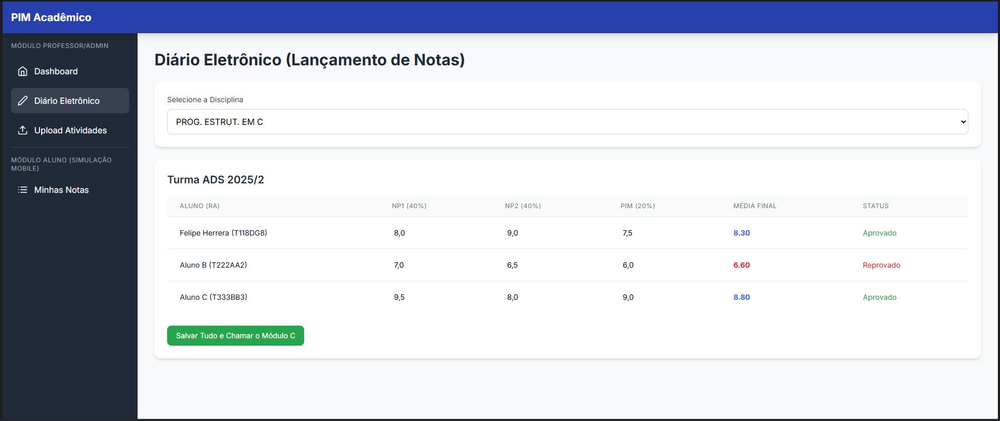 PIM Acadêmico
MÓDULO PROFESSOR/ADMIN
Dashboard
Diário Eletrônico
Upload Atividades
MÓDULO ALUNO (SIMULAÇÃO
MOBILE)
Minhas Notas
Diário Eletrônico (Lançamento de Notas)
Selecione a Disciplina
PROG. ESTRUT. EM C
Turma ADS 2025/2
ALUNO (RA) NP1 (40%) NP2 (40%) PIM (20%) MÉDIA FINAL STATUS
Felipe Herrera (T118DG8) 8,0 9,0 7,5 8.30 Aprovado
Aluno B (T222AA2) 7,0 6,5 6,0 6.60 Reprovado
Aluno C (T333BB3) 9,5 8,0 9,0 8.80 Aprovado
Salvar Tudo e Chamar o Módulo C